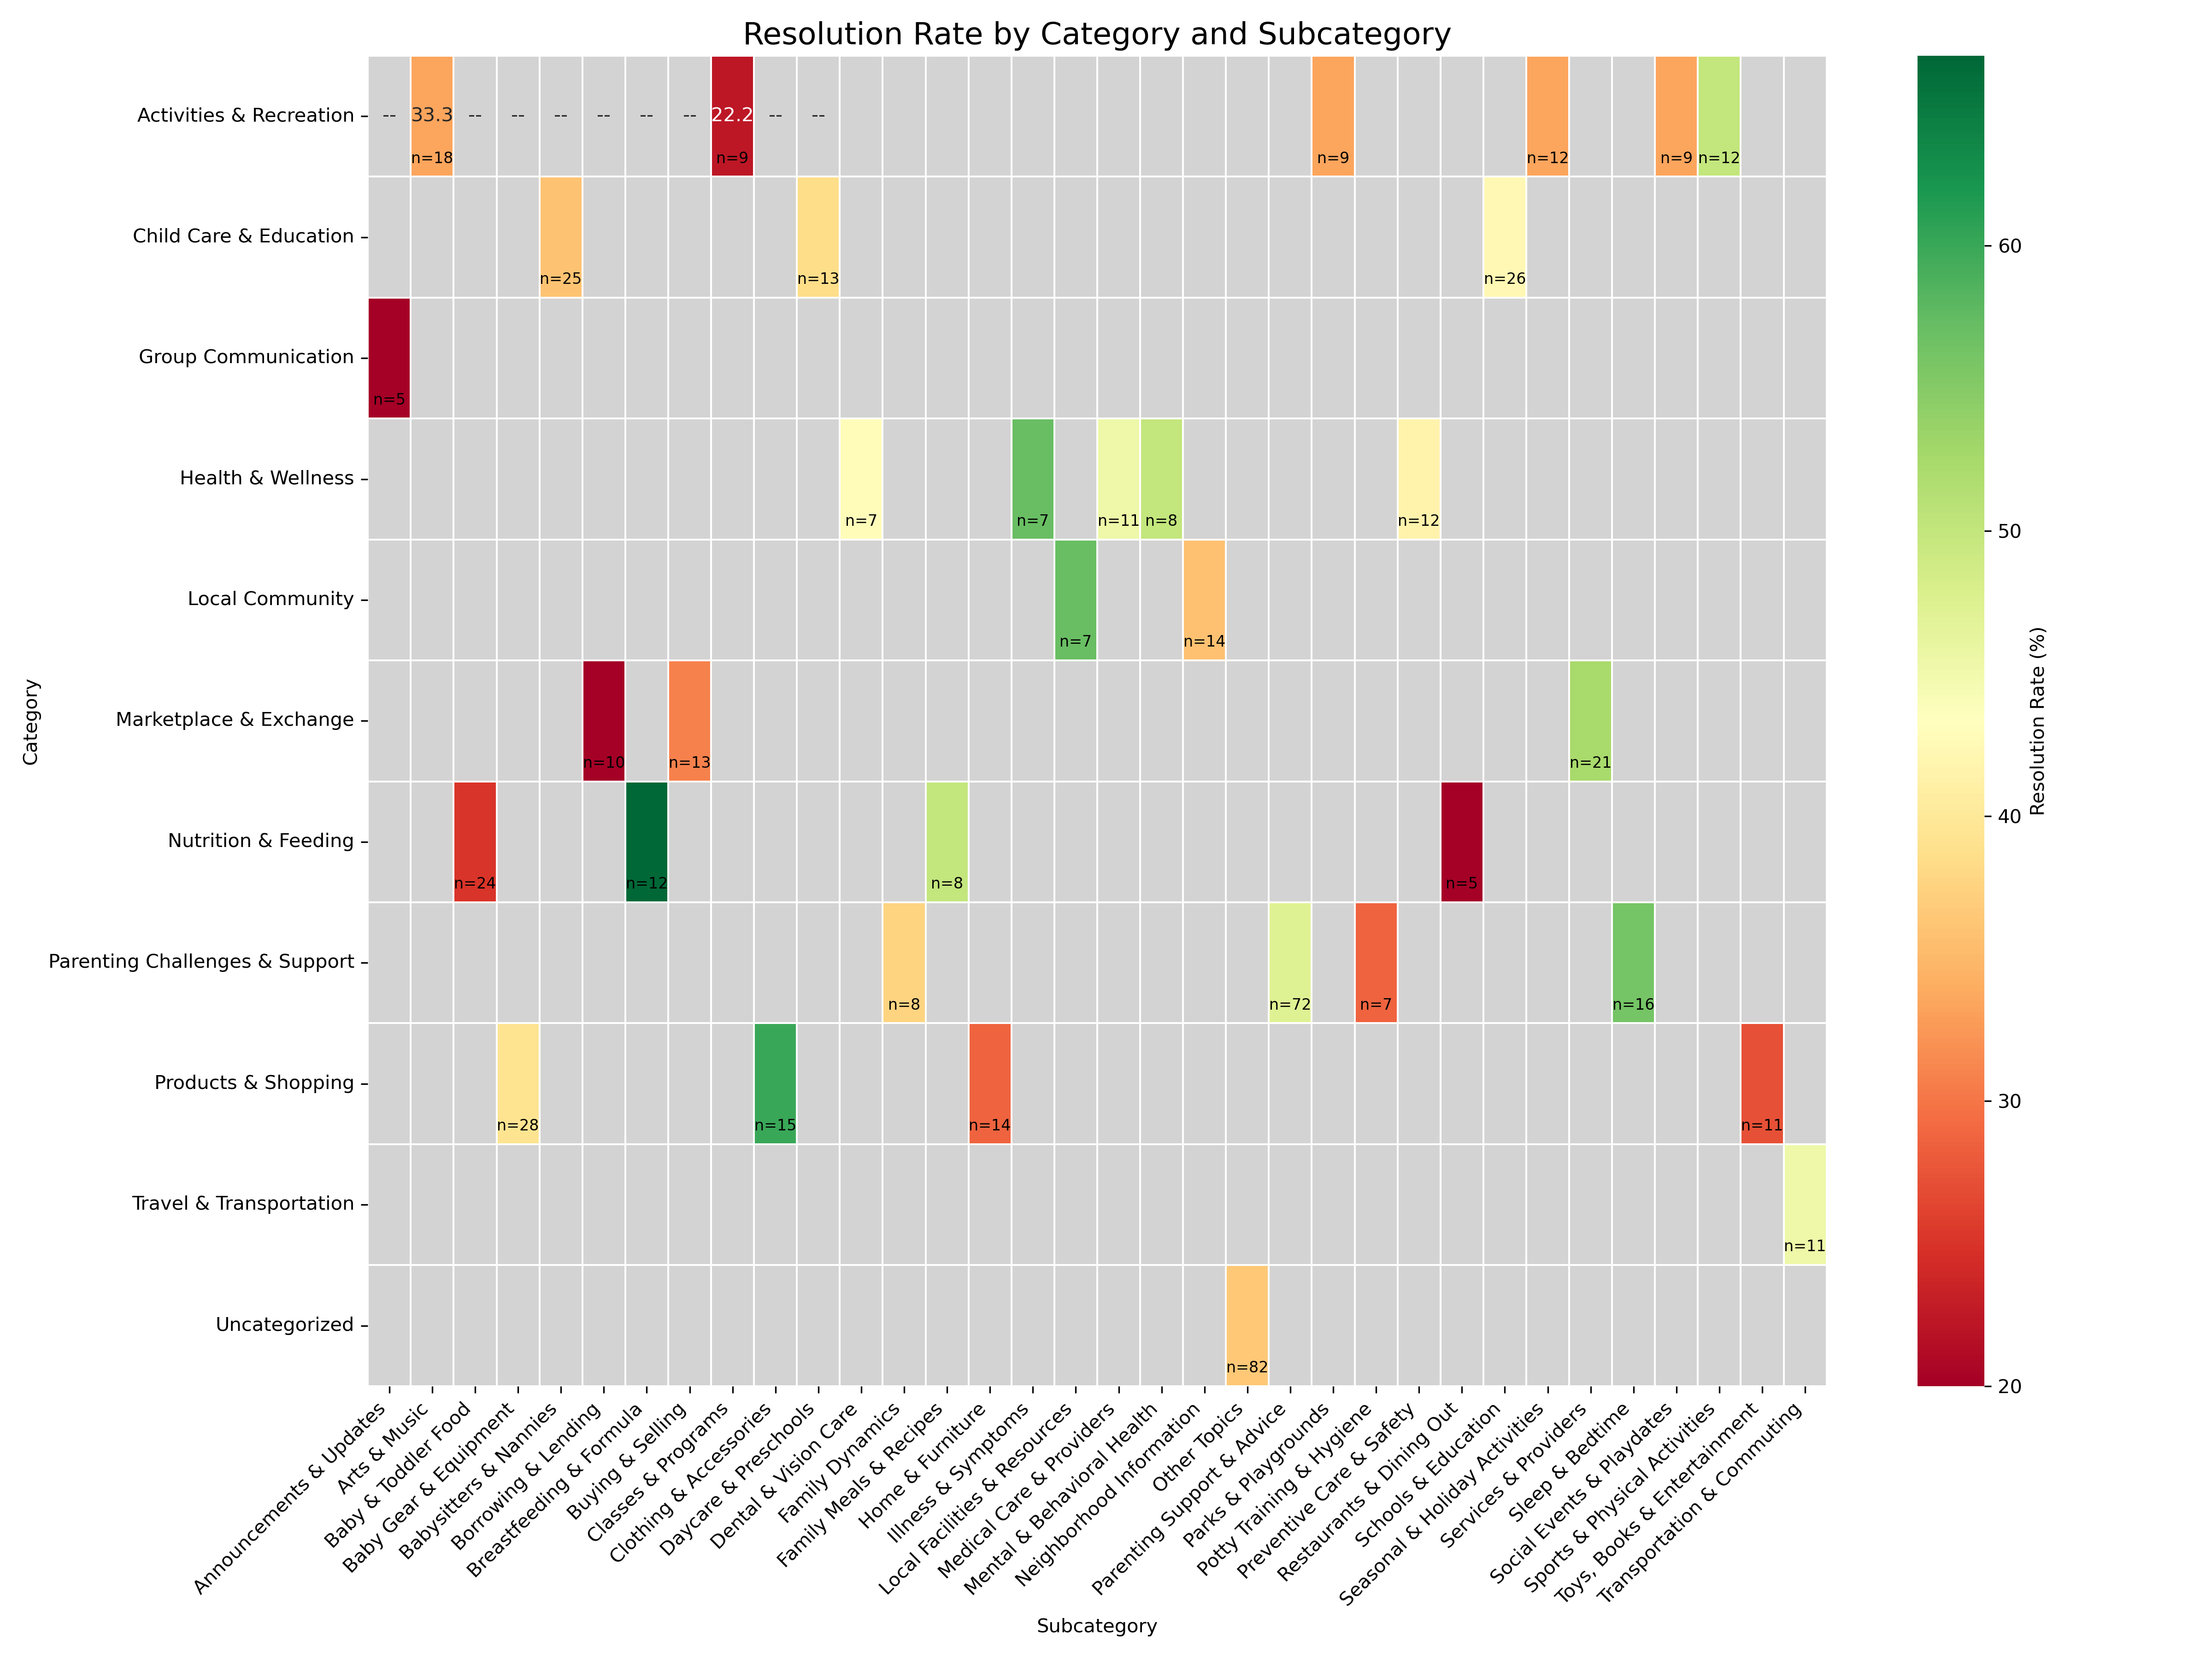 Resolution Rate by Category and Subcategory
Activities & Recreation
-- 33.3 -- -- -- -- -- -- 22.2 -- --
n=18 n=9 n=9 n=12 n=9 n=12
Child Care & Education
n=25 n=13 n=26
Group Communication
n=5
Health & Wellness
n=7 n=7 n=11 n=8 n=12
Local Community
n=7 n=14
Marketplace & Exchange
n=10 n=13 n=21
Nutrition & Feeding
n=24 n=12 n=8 n=5
Parenting Challenges & Support
n=8 n=72 n=7 n=16
Products & Shopping
n=28 n=15 n=14 n=11
Travel & Transportation
n=11
Uncategorized
n=82
Category
Announcements & Updates
Arts & Music
Baby & Toddler Food
Baby Gear & Equipment
Babysitters & Nannies
Borrowing & Lending
Breastfeeding & Formula
Buying & Selling
Classes & Programs
Clothing & Accessories
Daycare & Preschools
Dental & Vision Care
Family Dynamics
Family Meals & Recipes
Home & Furniture
Illness & Symptoms
Local Facilities & Resources
Medical Care & Providers
Mental & Behavioral Health
Neighborhood Information
Other Topics
Parenting Support & Advice
Parks & Playgrounds
Potty Training & Hygiene
Preventive Care & Safety
Restaurants & Dining Out
Schools & Education
Seasonal & Holiday Activities
Services & Providers
Sleep & Bedtime
Social Events & Playdates
Sports & Physical Activities
Toys, Books & Entertainment
Transportation & Commuting
Subcategory
60
50
40
30
20
Resolution Rate (%)